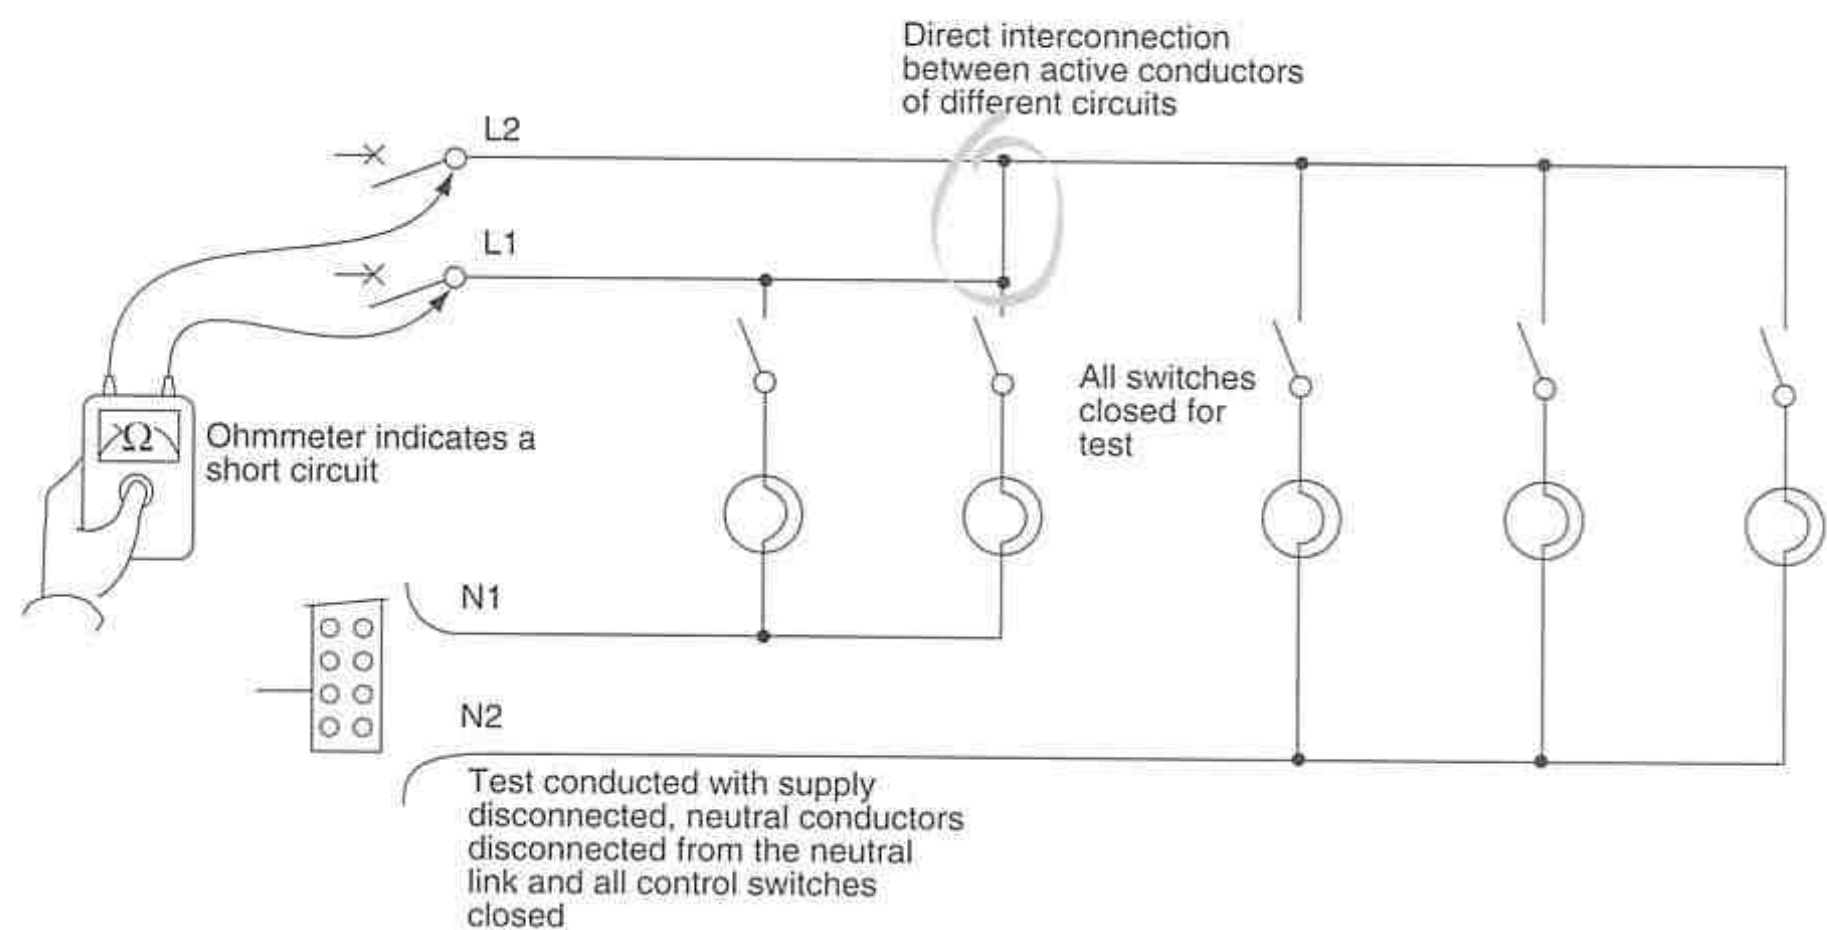 Direct interconnection
between active conductors
of different circuits
L2
L1
Ohmmeter indicates a
short circuit
Ω
All switches
closed for
test
N1
N2
Test conducted with supply
disconnected, neutral conductors
disconnected from the neutral
link and all control switches
closed